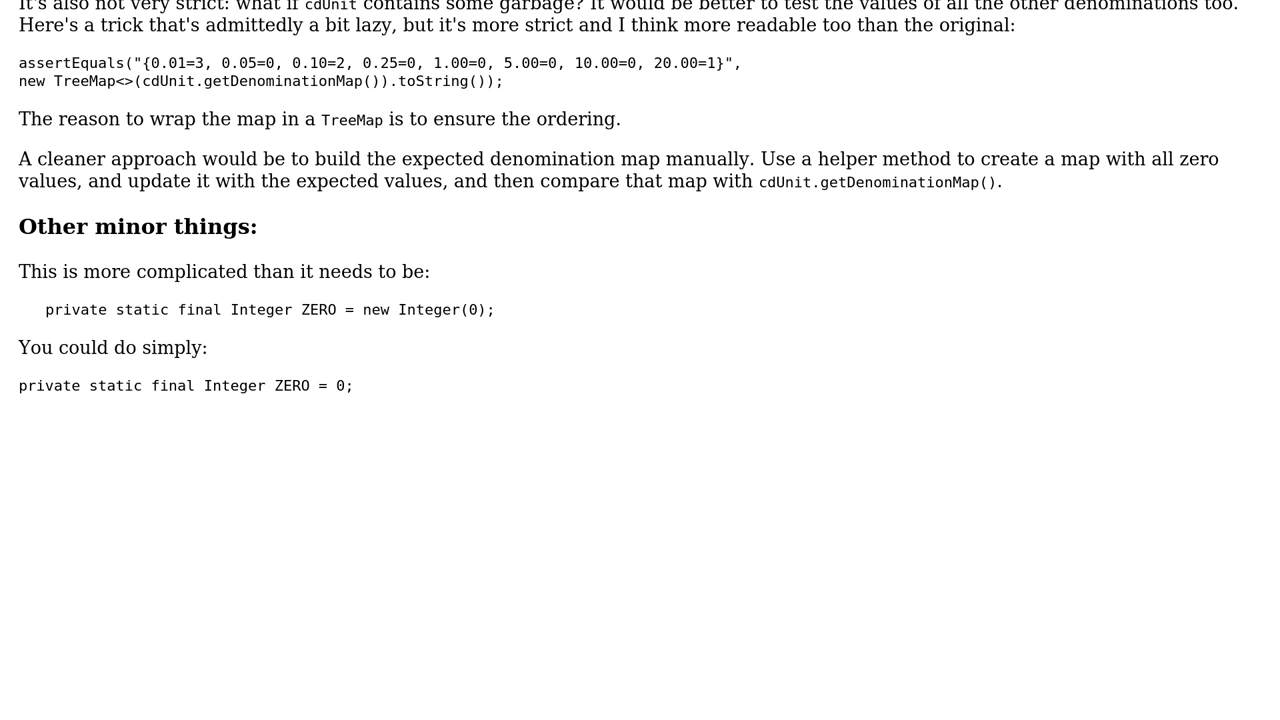 It's also not very strict: what if cdUnit contains some garbage? It would be better to test the values of all the other denominations too.
Here's a trick that's admittedly a bit lazy, but it's more strict and I think more readable too than the original:
assertEquals("{0.01=3, 0.05=0, 0.10=2, 0.25=0, 1.00=0, 5.00=0, 10.00=0, 20.00=1}",
new TreeMap<>(cdUnit.getDenominationMap()).toString());
The reason to wrap the map in a TreeMap is to ensure the ordering.
A cleaner approach would be to build the expected denomination map manually. Use a helper method to create a map with all zero
values, and update it with the expected values, and then compare that map with cdUnit.getDenominationMap().
Other minor things:
This is more complicated than it needs to be:
private static final Integer ZERO = new Integer(0);
You could do simply:
private static final Integer ZERO = 0;